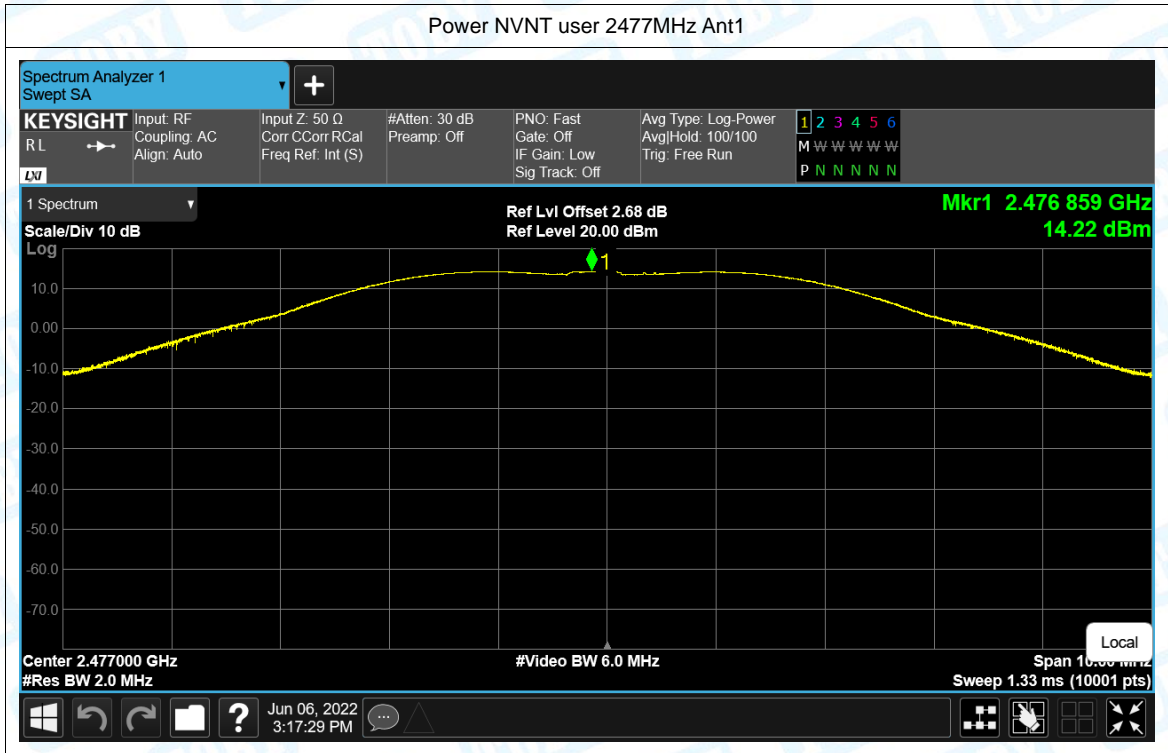 Power NVNT user 2477MHz Ant1
Spectrum Analyzer 1
Swept SA
+
KEYSIGHT
R L
LXI
Input: RF
Coupling: AC
Align: Auto
Input Z: 50 Ω
Corr CCorr RCal
Freq Ref: Int (S)
#Atten: 30 dB
Preamp: Off
PNO: Fast
Gate: Off
IF Gain: Low
Sig Track: Off
Avg Type: Log-Power
Avg|Hold: 100/100
Trig: Free Run
1 2 3 4 5 6
M W W W W W
P N N N N N
1 Spectrum
Scale/Div 10 dB
Log
Ref Lvl Offset 2.68 dB
Ref Level 20.00 dBm
Mkr1 2.476 859 GHz
14.22 dBm
1
10.0
0.00
-10.0
-20.0
-30.0
-40.0
-50.0
-60.0
-70.0
Local
Center 2.477000 GHz
#Video BW 6.0 MHz
Span 10.00 MHz
#Res BW 2.0 MHz
Sweep 1.33 ms (10001 pts)
?
Jun 06, 2022
3:17:29 PM
TOBY